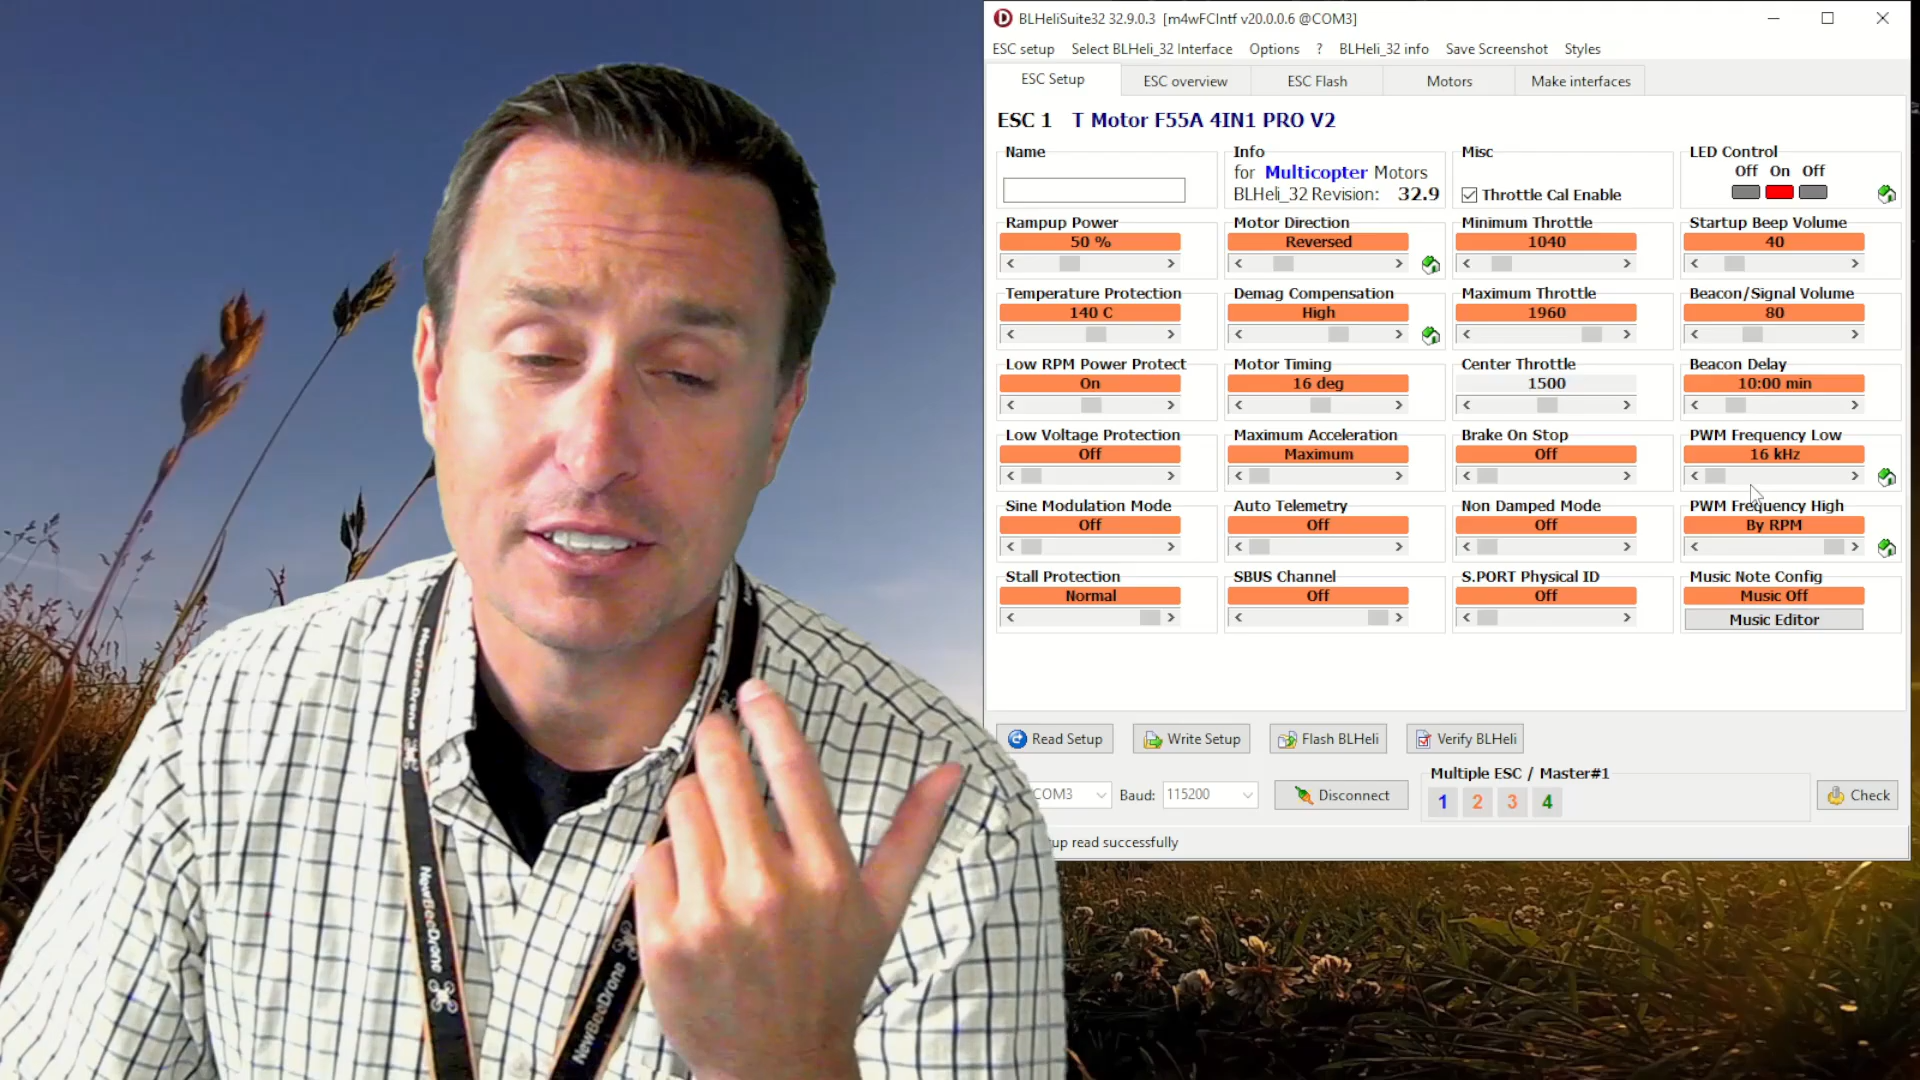 BLHeliSuite32 32.9.0.3 [m4wFCIntf v20.0.0.6 @COM3]
ESC setup Select BLHeli_32 Interface Options ? BLHeli_32 info Save Screenshot Styles
ESC Setup ESC overview ESC Flash Motors Make interfaces
ESC 1 T Motor F55A 4IN1 PRO V2
Name Info Misc LED Control
for Multicopter Motors Off On Off
BLHeli_32 Revision: 32.9 Throttle Cal Enable
Rampup Power Motor Direction Minimum Throttle Startup Beep Volume
50 % Reversed 1040 40
Temperature Protection Demag Compensation Maximum Throttle Beacon/Signal Volume
140 C High 1960 80
Low RPM Power Protect Motor Timing Center Throttle Beacon Delay
On 16 deg 1500 10:00 min
Low Voltage Protection Maximum Acceleration Brake On Stop PWM Frequency Low
Off Maximum Off 16 kHz
Sine Modulation Mode Auto Telemetry Non Damped Mode PWM Frequency High
Off Off Off By RPM
Stall Protection SBUS Channel S.PORT Physical ID Music Note Config
Normal Off Off Music Off
Music Editor
Read Setup Write Setup Flash BLHeli Verify BLHeli
Multiple ESC / Master#1
COM3 Baud: 115200 Disconnect 1 2 3 4 Check
up read successfully
NewBeeDrone
NewBeeDrone
NewBeeDrone